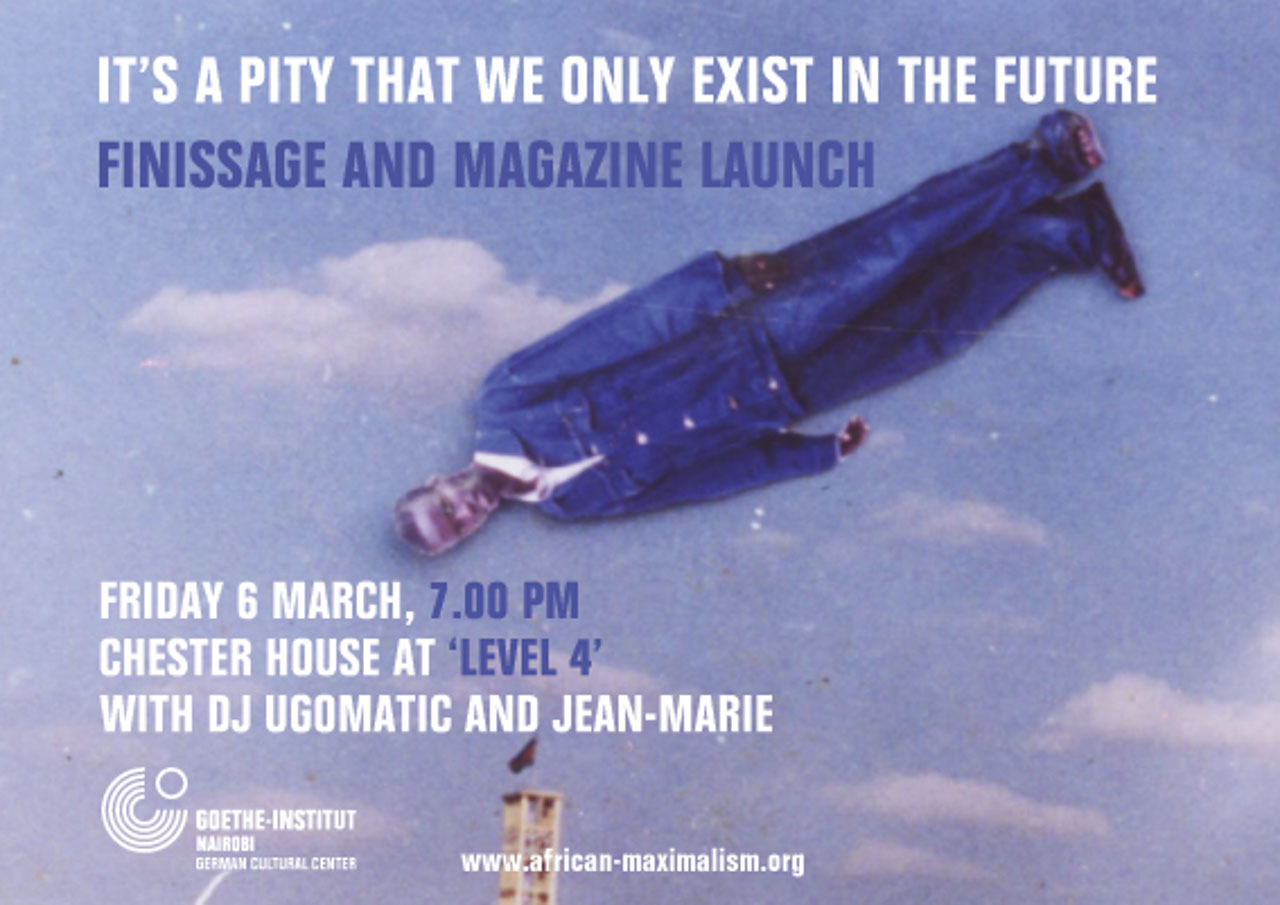 IT'S A PITY THAT WE ONLY EXIST IN THE FUTURE
FINISSAGE AND MAGAZINE LAUNCH
FRIDAY 6 MARCH, 7.00 PM
CHESTER HOUSE AT ‘LEVEL 4’
WITH DJ UGOMATIC AND JEAN-MARIE
GOETHE-INSTITUT
NAIROBI
GERMAN CULTURAL CENTER
www.african-maximalism.org